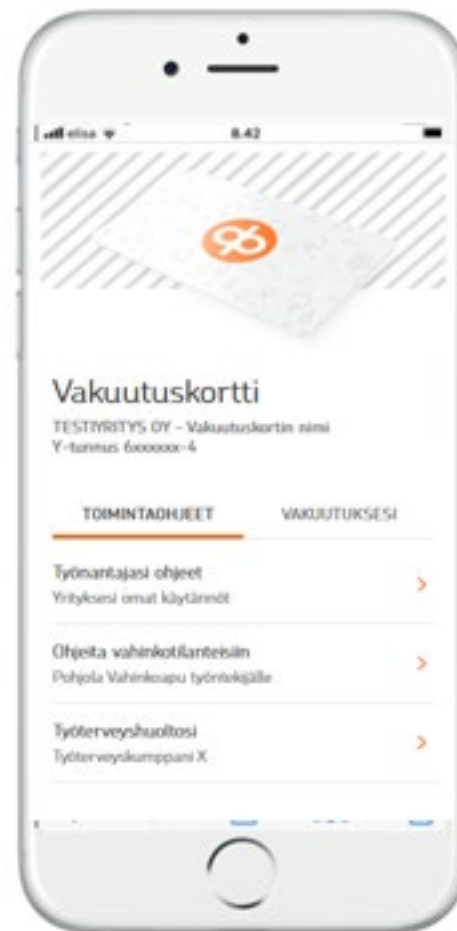 elisa 8.42
Vakuutuskortti
TESTIYRITYS OY - Vakuutuskortin nimi
Y-tunnus 6xxxxxx-4
TOIMINTAOHJEET VAKUUTUKSESI
Työnantajasi ohjeet
Yrityksesi omat käytännöt
Ohjeita vahinkotilanteisiin
Pohjola Vahinkoapu työntekijälle
Työterveyshuoltosi
Työterveyskumppani X